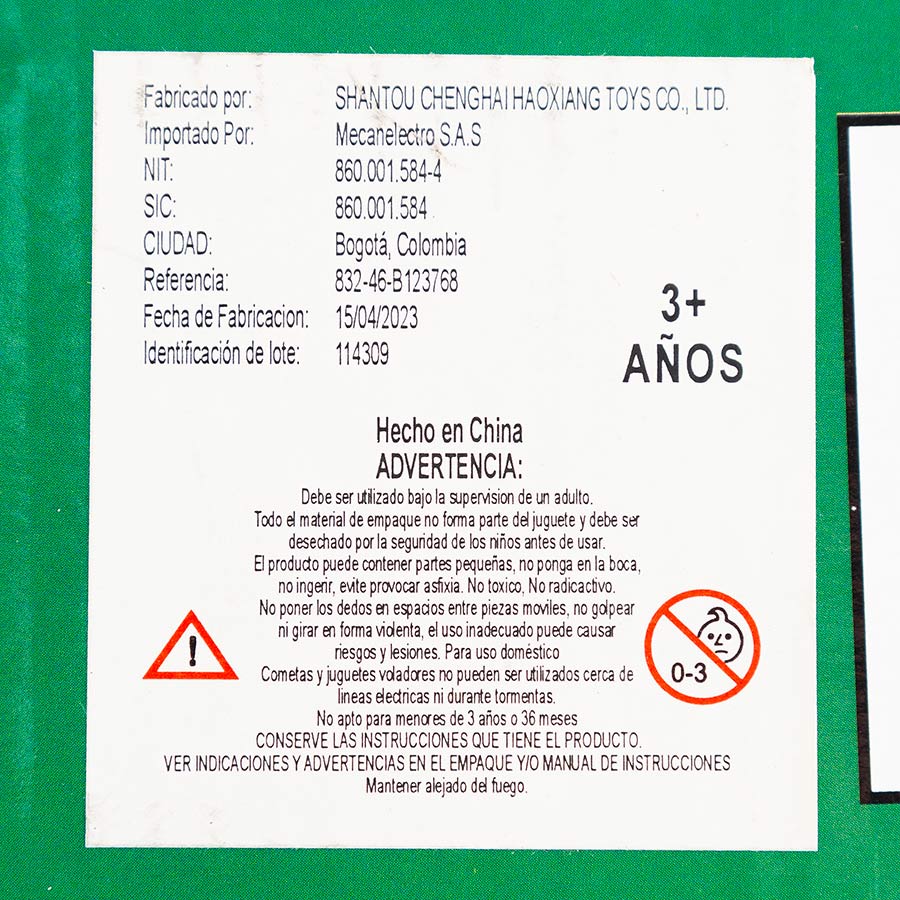 Fabricado por: SHANTOU CHENGHAI HAOXIANG TOYS CO., LTD.
Importado Por: Mecanelectro S.A.S
NIT: 860.001.584-4
SIC: 860.001.584
CIUDAD: Bogotá, Colombia
Referencia: 832-46-B123768
Fecha de Fabricacion: 15/04/2023
Identificación de lote: 114309
3+
AÑOS
Hecho en China
ADVERTENCIA:
Debe ser utilizado bajo la supervision de un adulto.
Todo el material de empaque no forma parte del juguete y debe ser
desechado por la seguridad de los niños antes de usar.
El producto puede contener partes pequeñas, no ponga en la boca,
no ingerir, evite provocar asfixia. No toxico, No radiactivo.
No poner los dedos en espacios entre piezas moviles, no golpear
ni girar en forma violenta, el uso inadecuado puede causar
riesgos y lesiones. Para uso doméstico
Cometas y juguetes voladores no pueden ser utilizados cerca de
lineas electricas ni durante tormentas.
No apto para menores de 3 años o 36 meses
CONSERVE LAS INSTRUCCIONES QUE TIENE EL PRODUCTO.
VER INDICACIONES Y ADVERTENCIAS EN EL EMPAQUE Y/O MANUAL DE INSTRUCCIONES
Mantener alejado del fuego.
!
0-3